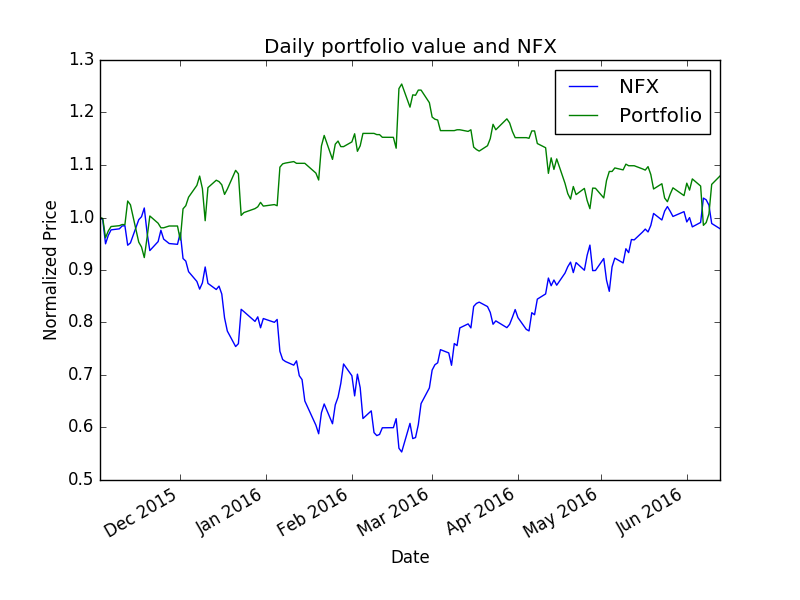 Daily portfolio value and NFX
NFX
Portfolio
1.3
1.2
1.1
1.0
0.9
0.8
0.7
0.6
0.5
Normalized Price
Dec 2015
Jan 2016
Feb 2016
Mar 2016
Apr 2016
May 2016
Jun 2016
Date